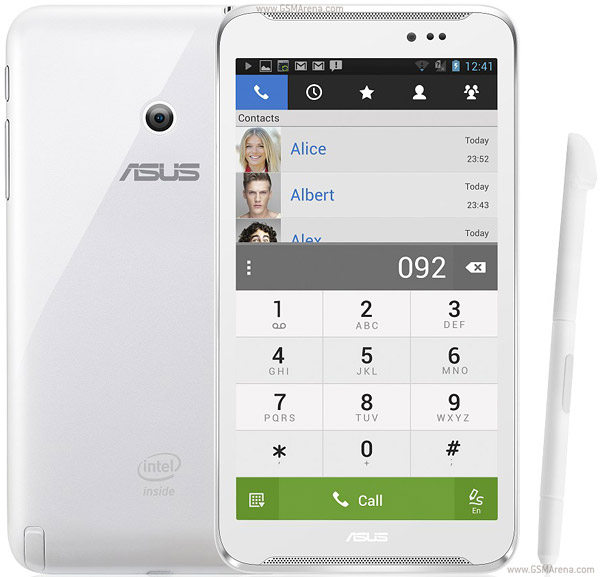 www.GSMArena.com
12:41
Contacts
Alice
Today
23:52
Albert
Today
23:43
Alex
Today
092
1
2
ABC
3
DEF
4
GHI
5
JKL
6
MNO
7
PQRS
8
TUV
9
WXYZ
*
,
0
+
#
;
Call
En
ASUS
ASUS
intel
inside
www.GSMArena.com